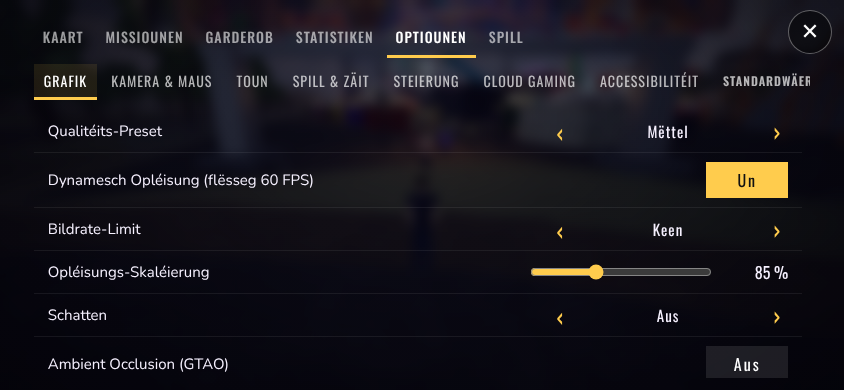 KAART MISSIOUNEN GARDEROB STATISTIKEN OPTIOUNEN SPILL ✕
GRAFIK KAMERA & MAUS TOUN SPILL & ZÄIT STEIERUNG CLOUD GAMING ACCESSIBILITÉIT
Qualitéits-Preset ‹ Mëttel ›
Dynamesch Opléisung (flësseg 60 FPS) Un
Bildrate-Limit ‹ Keen ›
Opléisungs-Skaléierung 85 %
Schatten ‹ Aus ›
Ambient Occlusion (GTAO) Aus